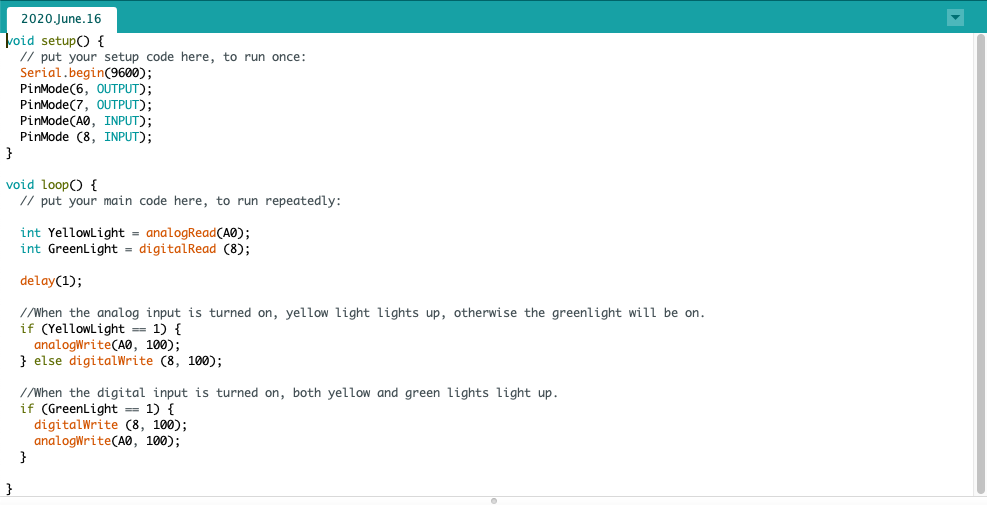 2020.June.16
void setup() {
// put your setup code here, to run once:
Serial.begin(9600);
PinMode(6, OUTPUT);
PinMode(7, OUTPUT);
PinMode(A0, INPUT);
PinMode (8, INPUT);
}
void loop() {
// put your main code here, to run repeatedly:
int YellowLight = analogRead(A0);
int GreenLight = digitalRead (8);
delay(1);
//When the analog input is turned on, yellow light lights up, otherwise the greenlight will be on.
if (YellowLight == 1) {
analogWrite(A0, 100);
} else digitalWrite (8, 100);
//When the digital input is turned on, both yellow and green lights light up.
if (GreenLight == 1) {
digitalWrite (8, 100);
analogWrite(A0, 100);
}
}